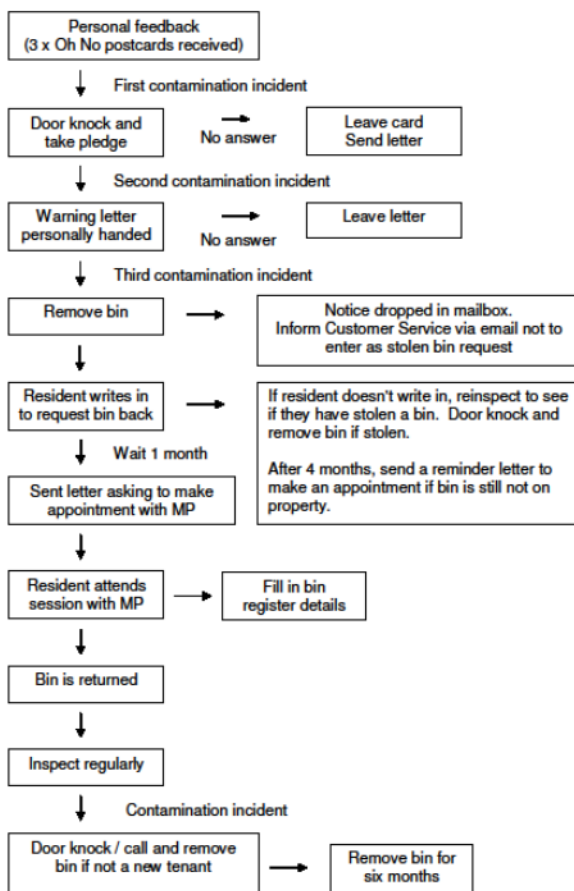 Personal feedback
(3 x Oh No postcards received)
First contamination incident
Door knock and
take pledge
No answer
Leave card
Send letter
Second contamination incident
Warning letter
personally handed
No answer
Leave letter
Third contamination incident
Remove bin
Notice dropped in mailbox.
Inform Customer Service via email not to
enter as stolen bin request
Resident writes in
to request bin back
If resident doesn't write in, reinspect to see
if they have stolen a bin. Door knock and
remove bin if stolen.
After 4 months, send a reminder letter to
make an appointment if bin is still not on
property.
Wait 1 month
Sent letter asking to make
appointment with MP
Resident attends
session with MP
Fill in bin
register details
Bin is returned
Inspect regularly
Contamination incident
Door knock / call and remove
bin if not a new tenant
Remove bin for
six months